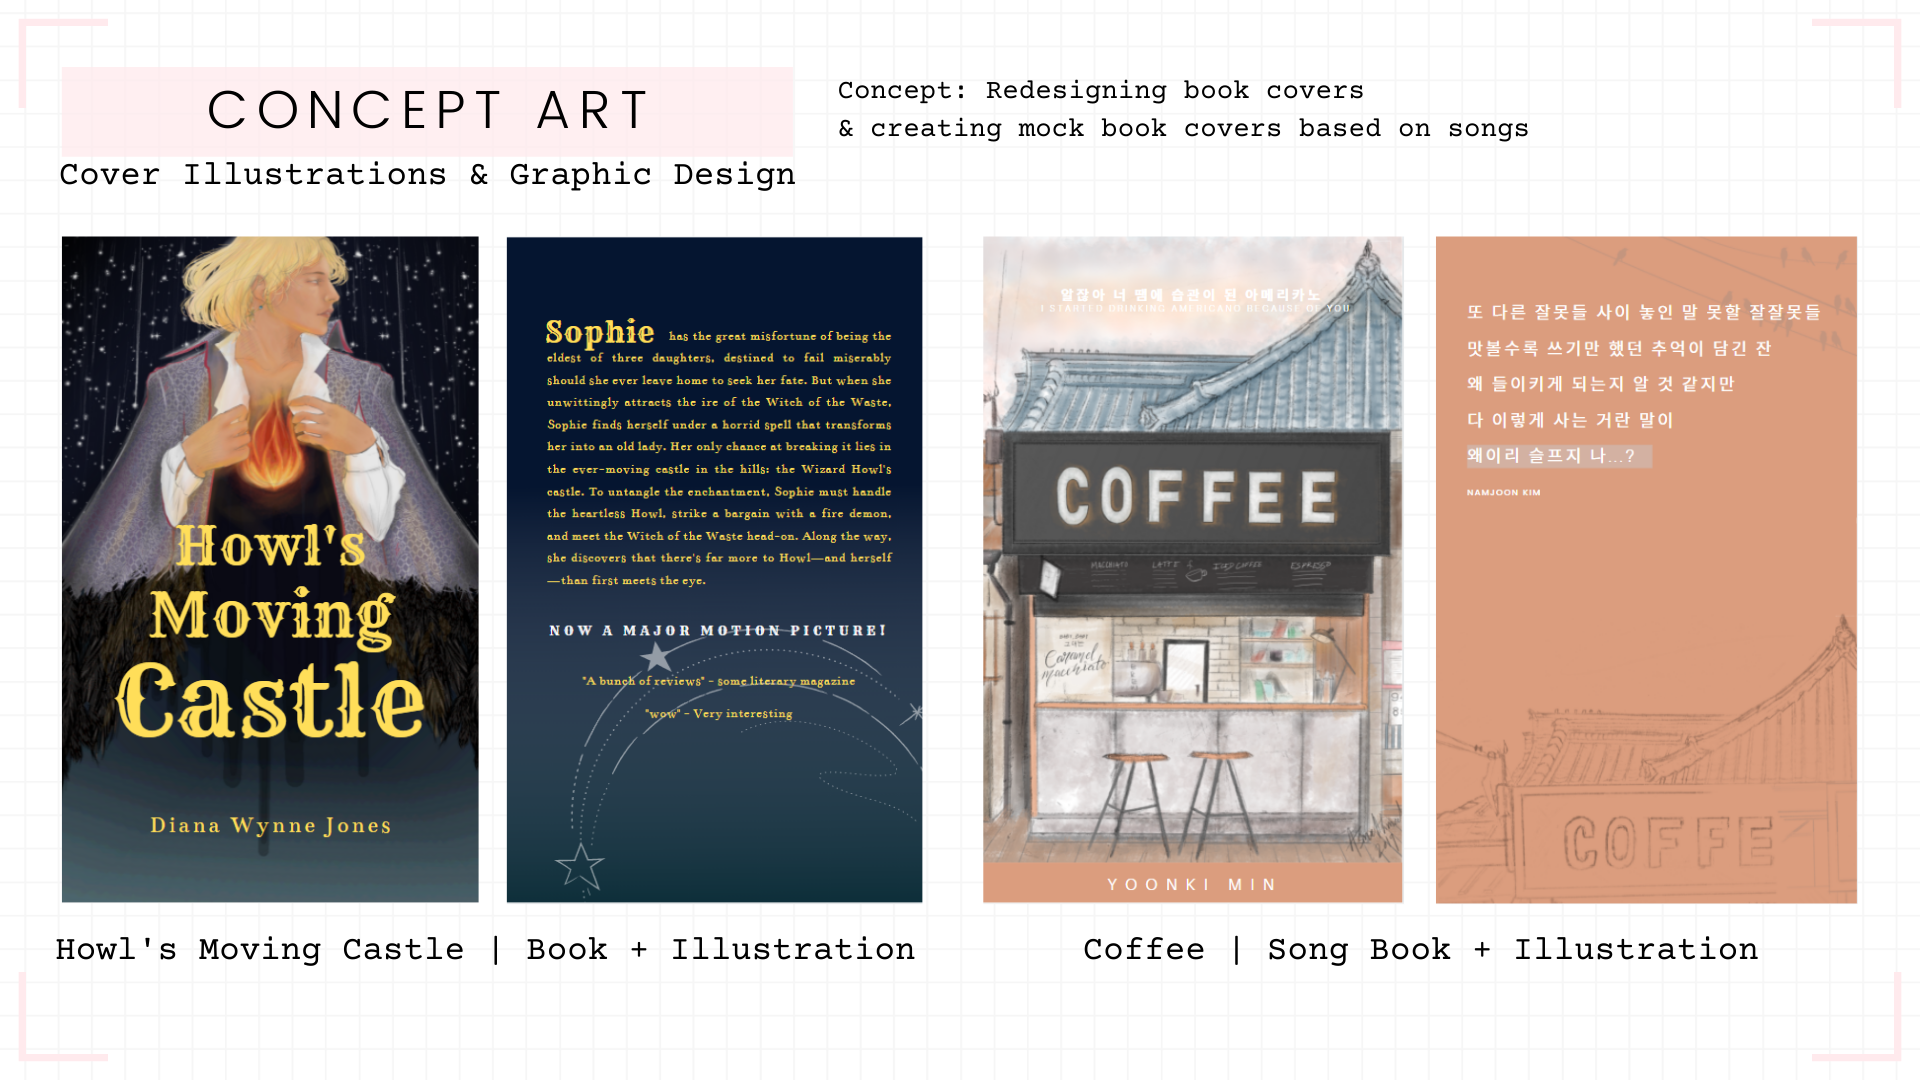 CONCEPT ART
Cover Illustrations & Graphic Design
Concept: Redesigning book covers
& creating mock book covers based on songs
Howl's
Moving
Castle
Diana Wynne Jones
Sophie has the great misfortune of being the
eldest of three daughters, destined to fail miserably
should she ever leave home to seek her fate. But when she
unwittingly attracts the ire of the Witch of the Waste,
Sophie finds herself under a horrid spell that transforms
her into an old lady. Her only chance at breaking it lies in
the ever-moving castle in the hills: the Wizard Howl's
castle. To untangle the enchantment, Sophie must handle
the heartless Howl, strike a bargain with a fire demon,
and meet the Witch of the Waste head-on. Along the way,
she discovers that there's far more to Howl—and herself
—than first meets the eye.
NOW A MAJOR MOTION PICTURE!
"A bunch of reviews" - some literary magazine
"wow" - Very interesting
알잖아 너 땜에 습관이 된 아메리카노
I STARTED DRINKING AMERICANO BECAUSE OF YOU
COFFEE
MACCHIATO
LATTE
ICED COFFEE
ESPRESSO
Caramel
macchiato
YOONKI MIN
또 다른 잘못들 사이 놓인 말 못할 잘잘못들
맛볼수록 쓰기만 했던 추억이 담긴 잔
왜 들이키게 되는지 알 것 같지만
다 이렇게 사는 거란 말이
왜이리 슬프지 나...?
NAMJOON KIM
COFFE
Howl's Moving Castle | Book + Illustration
Coffee | Song Book + Illustration